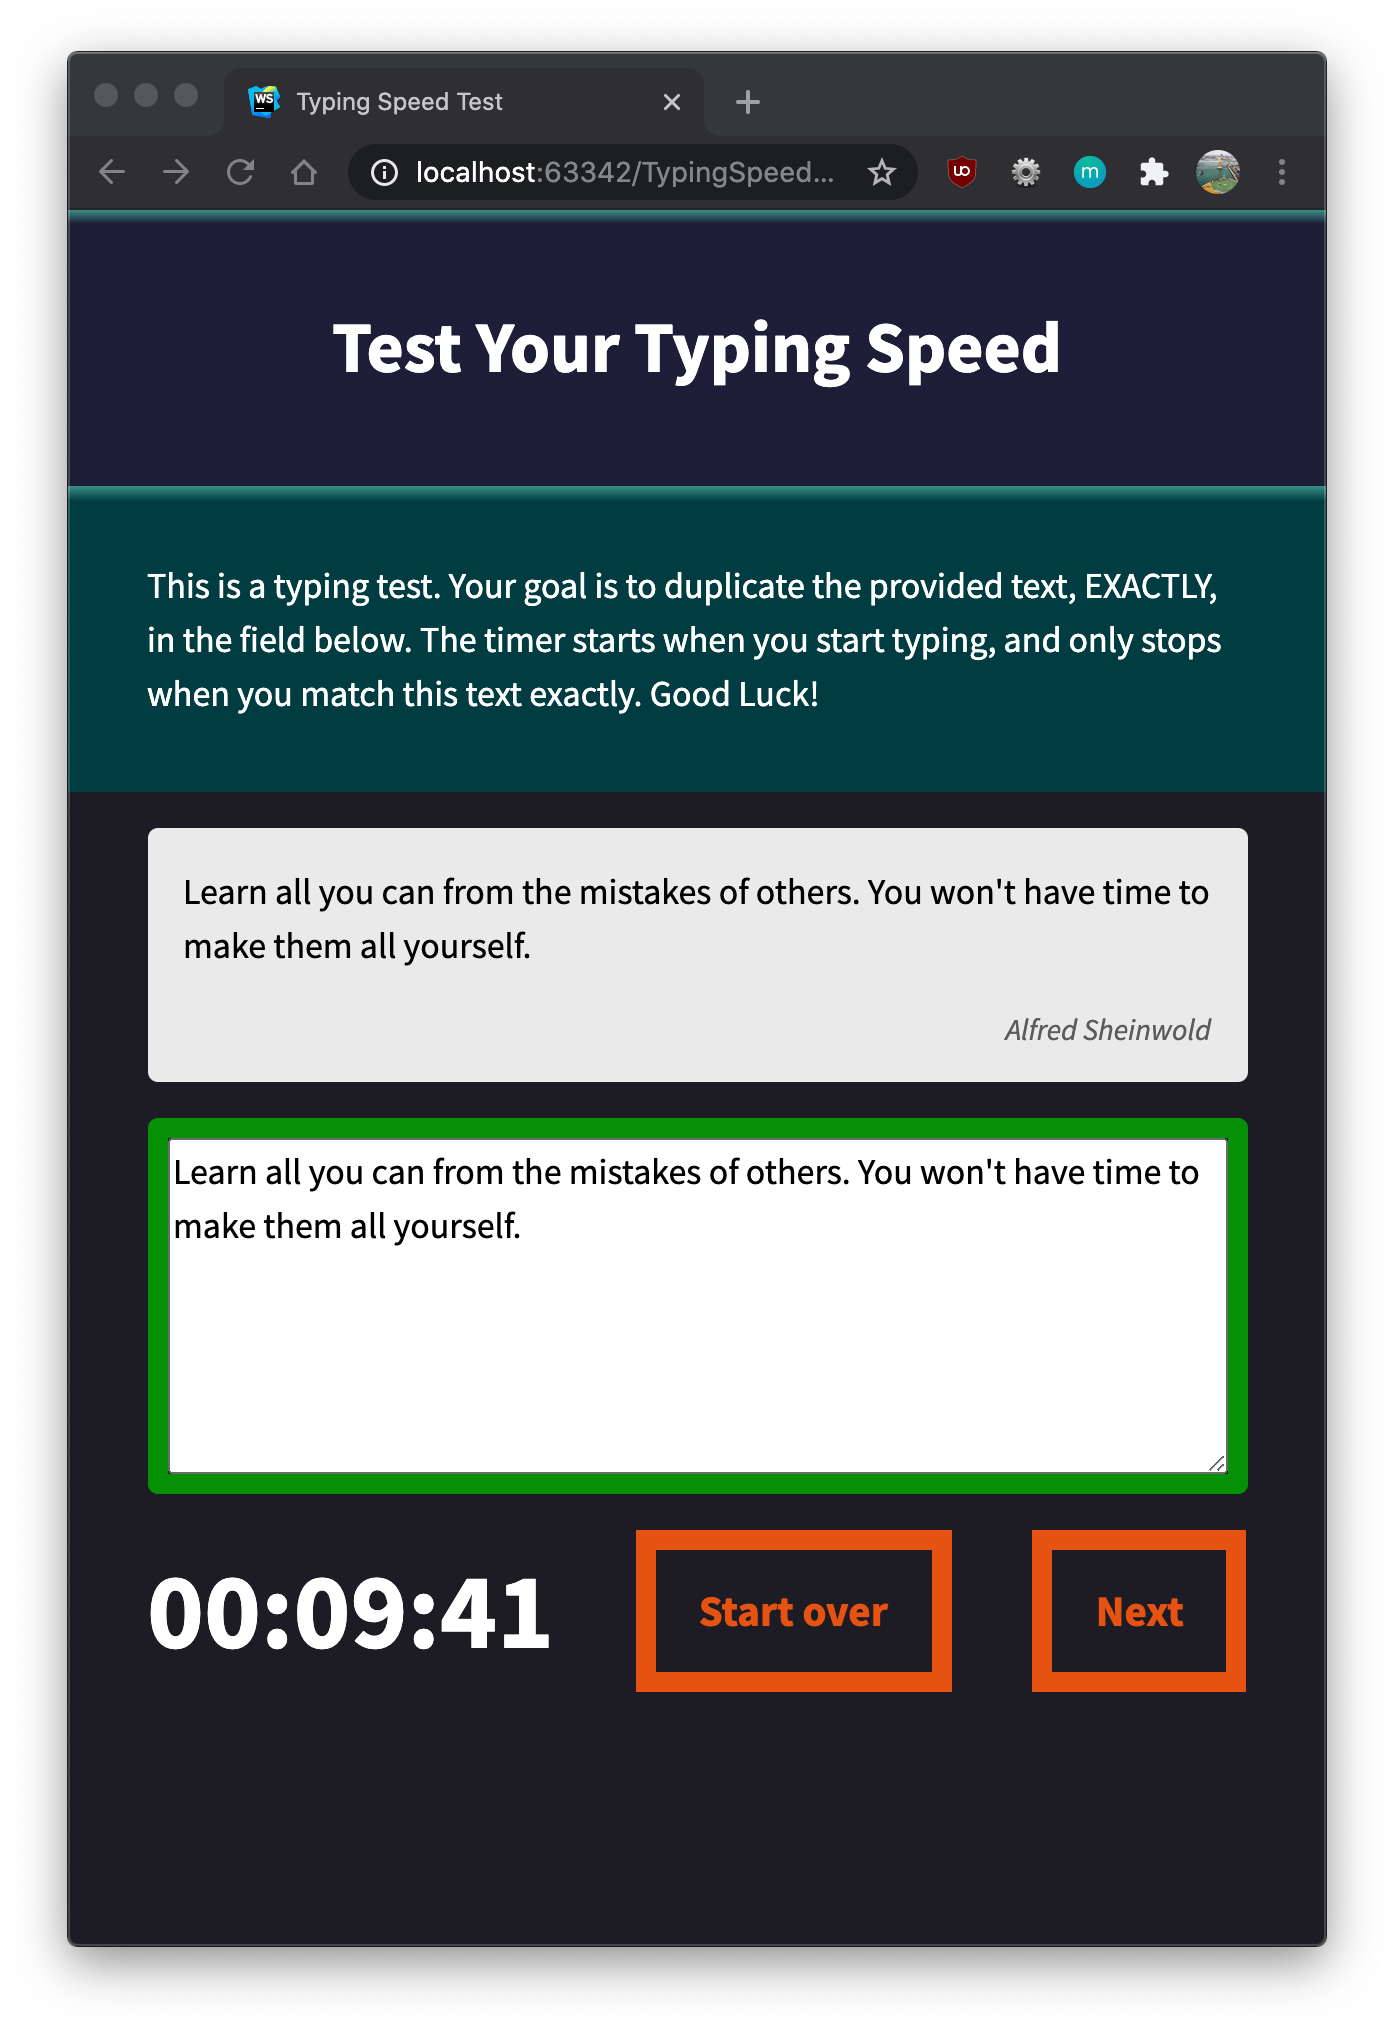 WS
Typing Speed Test
localhost:63342/TypingSpeed...
m
Test Your Typing Speed
This is a typing test. Your goal is to duplicate the provided text, EXACTLY,
in the field below. The timer starts when you start typing, and only stops
when you match this text exactly. Good Luck!
Learn all you can from the mistakes of others. You won't have time to
make them all yourself.
Alfred Sheinwold
Learn all you can from the mistakes of others. You won't have time to
make them all yourself.
00:09:41
Start over
Next